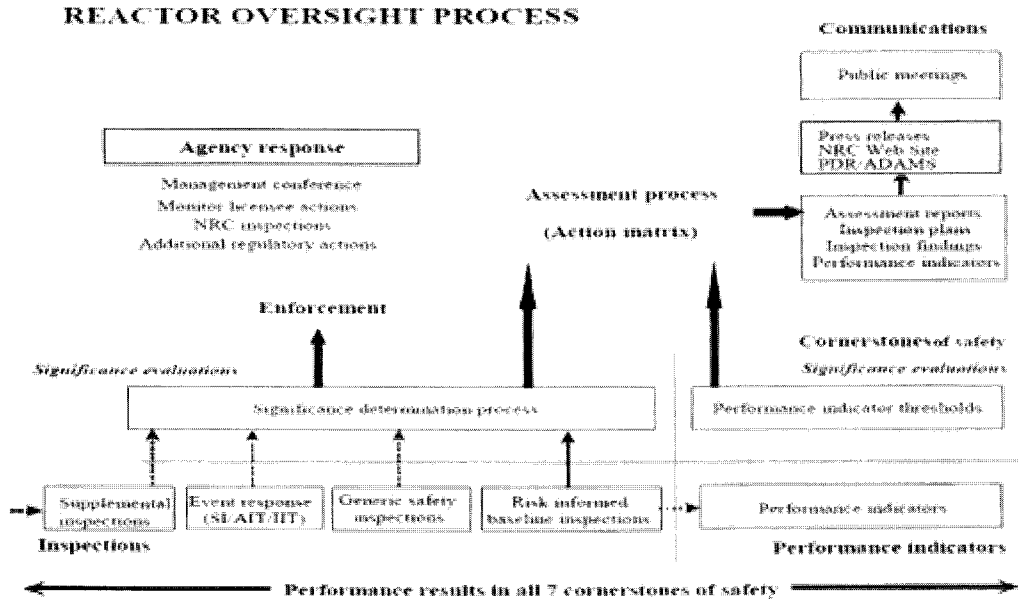 REACTOR OVERSIGHT PROCESS
Communications
Public meetings
Press releases
NRC Web Site
PDR/ADAMS
Agency response
Management conference
Monitor licensee actions
NRC inspections
Additional regulatory actions
Assessment process
(Action matrix)
Assessment reports
Inspection plans
Inspection findings
Performance indicators
Enforcement
Cornerstones of safety
Significance evaluations
Significance evaluations
Significance determination process
Performance indicator thresholds
Supplemental
inspections
Event response
(SI/AIT/IIT)
Generic safety
inspections
Risk informed
baseline inspections
Performance indicators
Inspections
Performance indicators
Performance results in all 7 cornerstones of safety